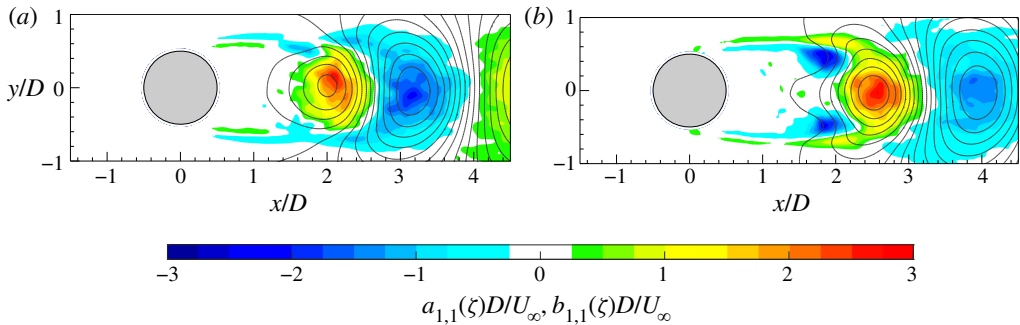 (a) 1 (b) 1
y/D 0 0
−1 −1
−1 0 1 2 3 4 −1 0 1 2 3 4
x/D x/D
−3 −2 −1 0 1 2 3
a₁,₁(ζ)D/U∞, b₁,₁(ζ)D/U∞